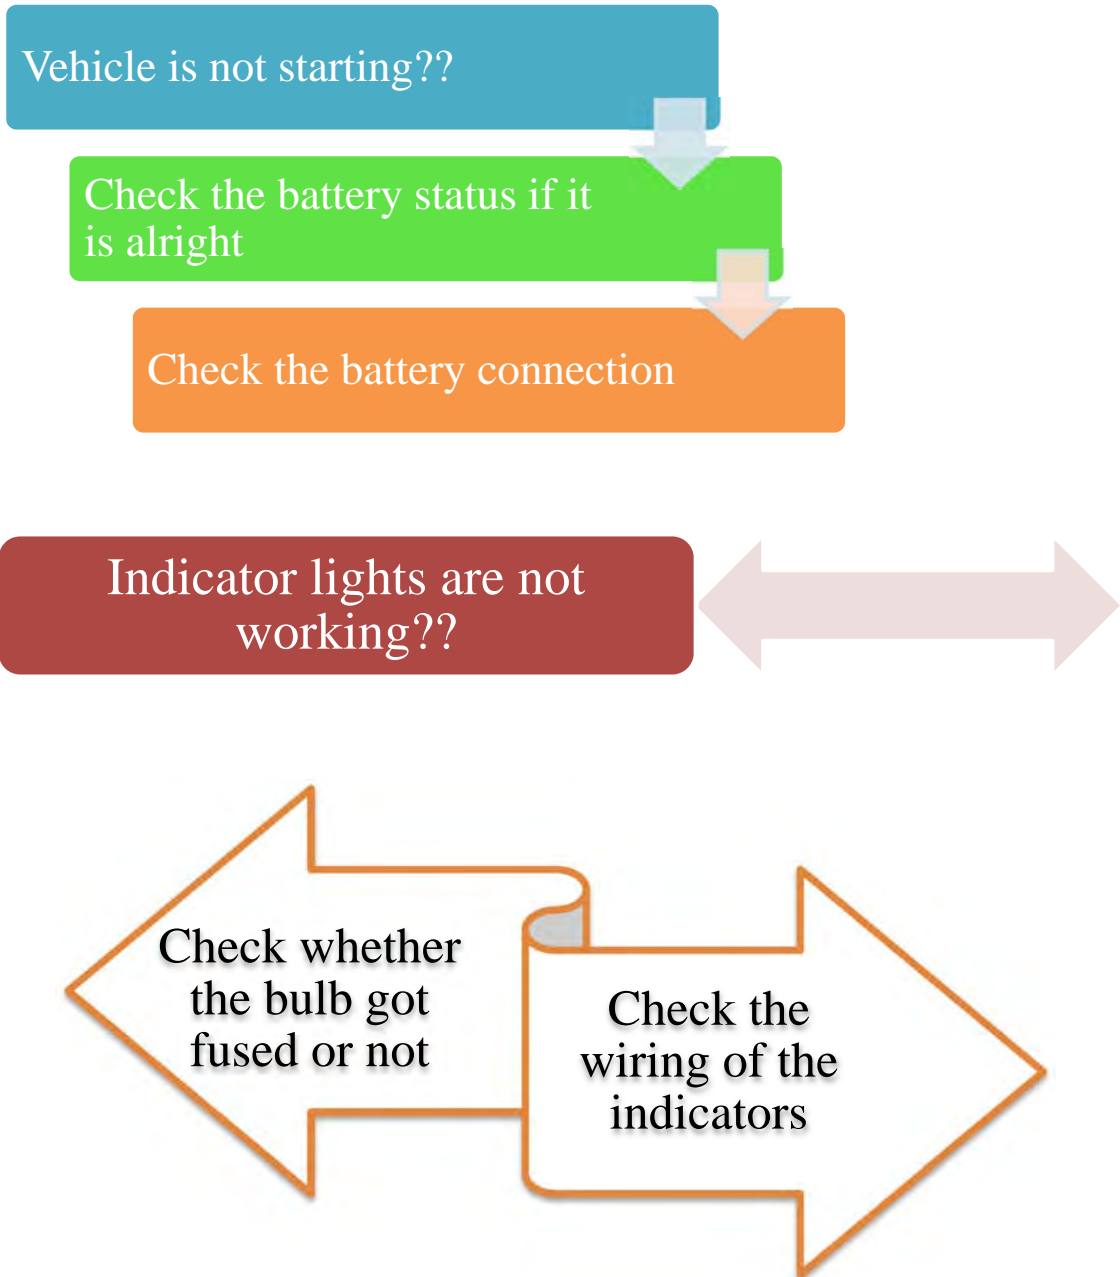 Vehicle is not starting??
Check the battery status if it
is alright
Check the battery connection
Indicator lights are not
working??
Check whether
the bulb got
fused or not
Check the
wiring of the
indicators